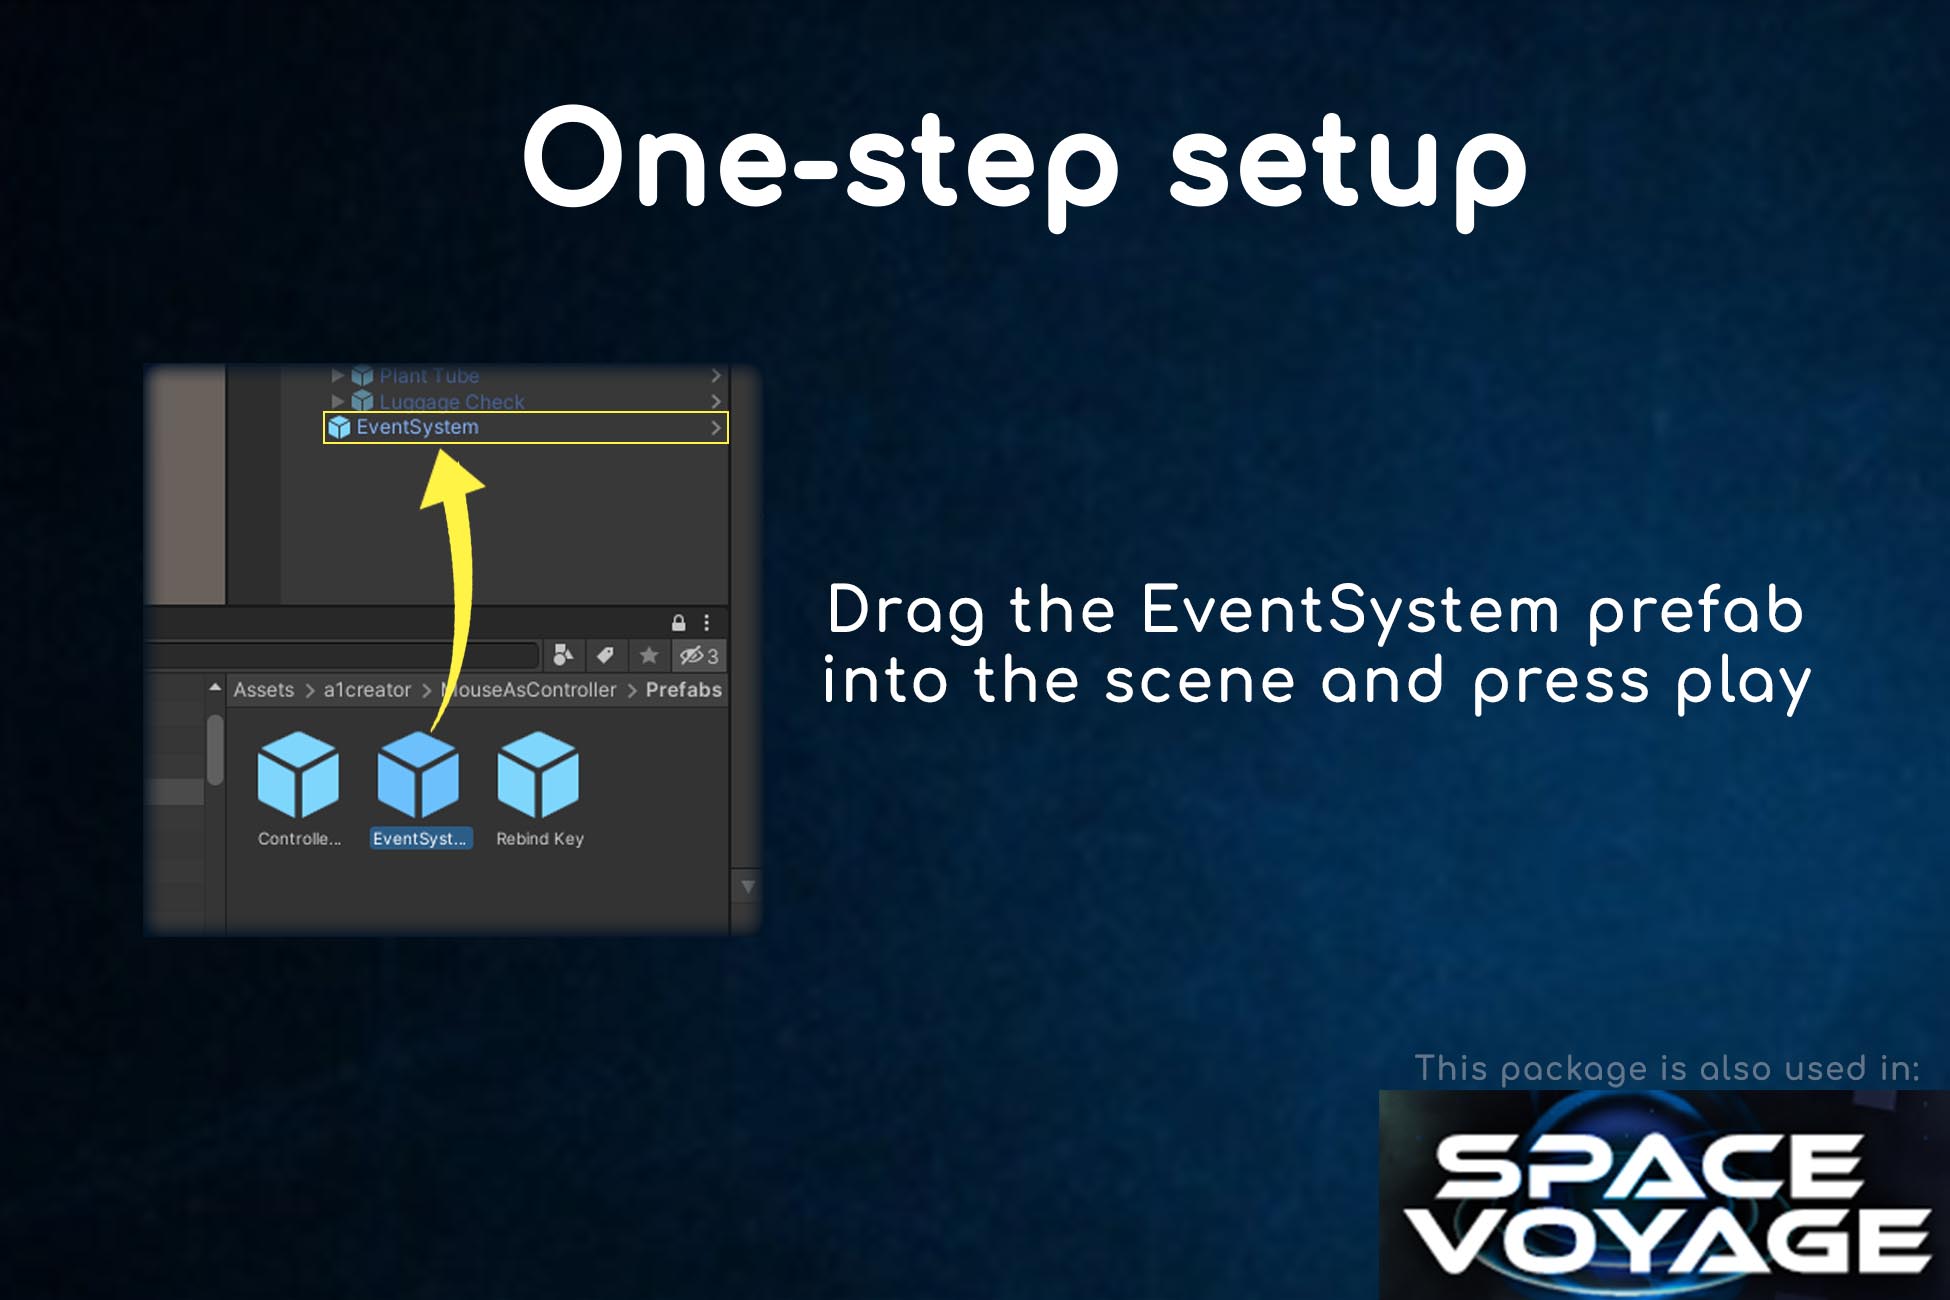 One-step setup
Plant Tube
Luggage Check
EventSystem
3
Assets > a1creator > MouseAsController > Prefabs
Controlle...
EventSyst...
Rebind Key
Drag the EventSystem prefab
into the scene and press play
This package is also used in:
SPACE
VOYAGE